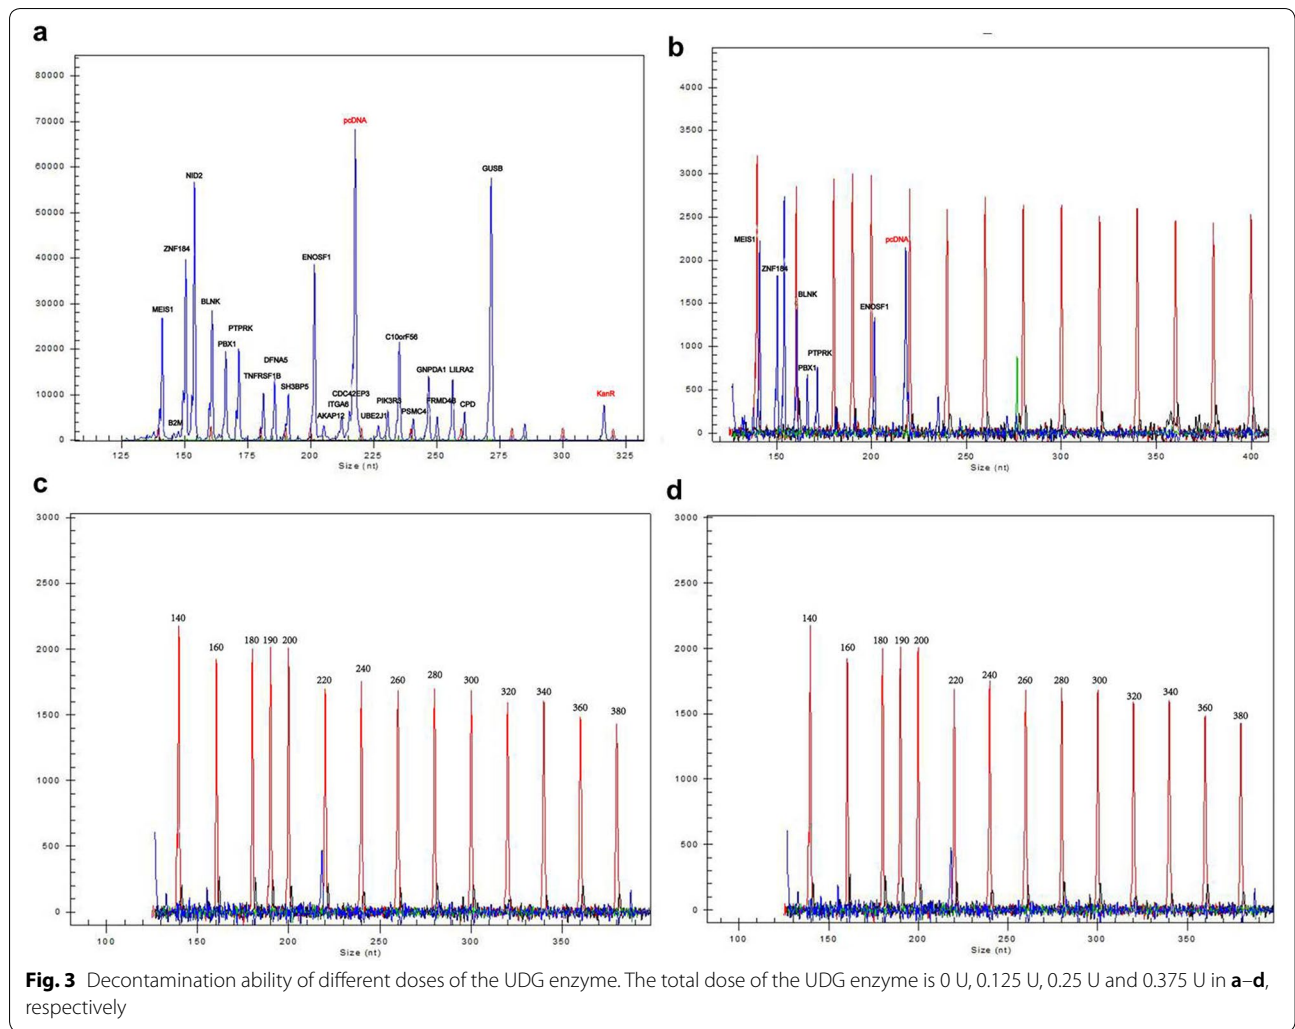 a
80000
70000
60000
50000
40000
30000
20000
10000
0
pcDNA
NID2
GUSB
ZNF184
ENOSF1
MEIS1
BLNK
PBX1
PTPRK
C10orF56
DFNA5
TNFRSF1B
SH3BP5
GNPDA1
LILRA2
CDC42EP3
ITGA6
PIK3R3
FRMD4B
CPD
KanR
B2M
AKAP12
UBE2J1
PSMC4
125 150 175 200 225 250 275 300 325
Size (nt)
b
4000
3500
3000
2500
2000
1500
1000
500
0
MEIS1
pcDNA
ZNF184
BLNK
ENOSF1
PTPRK
PBX1
150 200 250 300 350 400
Size (nt)
c
3000
2500
2000
1500
1000
500
0
140 160 180 190 200 220 240 260 280 300 320 340 360 380
100 150 200 250 300 350
Size (nt)
d
3000
2500
2000
1500
1000
500
0
140 160 180 190 200 220 240 260 280 300 320 340 360 380
100 150 200 250 300 350
Size (nt)
Fig. 3 Decontamination ability of different doses of the UDG enzyme. The total dose of the UDG enzyme is 0 U, 0.125 U, 0.25 U and 0.375 U in a–d,
respectively